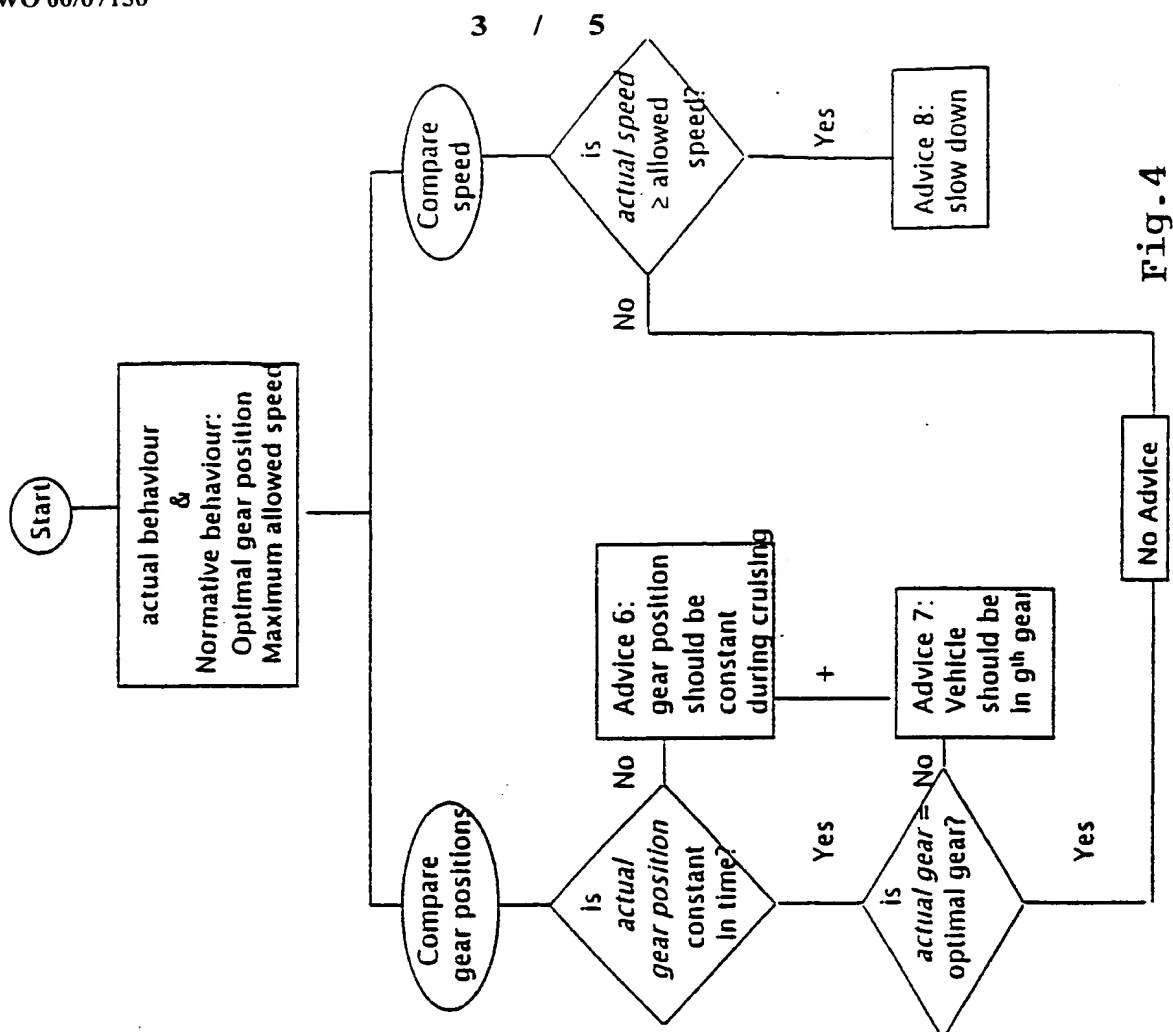 3 / 5
Start
actual behaviour
&
Normative behaviour:
Optimal gear position
Maximum allowed speed
Compare
gear positions
is
actual
gear position
constant
in time?
No
Advice 6:
gear position
should be
constant
during cruising
+
Yes
is
actual gear =
optimal gear?
No
Advice 7:
Vehicle
should be
in gth gear
Yes
No Advice
Compare
speed
is
actual speed
≥ allowed
speed?
No
Yes
Advice 8:
slow down
Fig.4